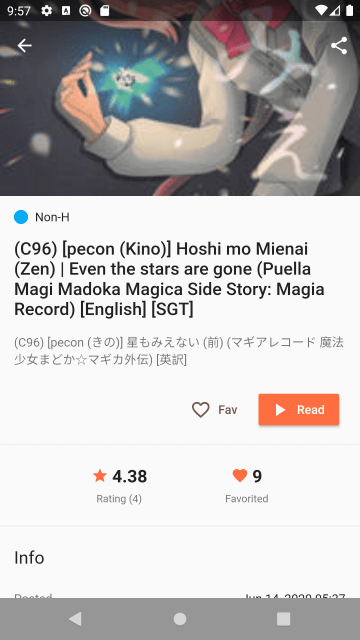 9:57
Non-H
(C96) [pecon (Kino)] Hoshi mo Mienai
(Zen) | Even the stars are gone (Puella
Magi Madoka Magica Side Story: Magia
Record) [English] [SGT]
(C96) [pecon (きの)] 星もみえない (前) (マギアレコード 魔法
少女まどか☆マギカ外伝) [英訳]
Fav
Read
4.38
9
Rating (4)
Favorited
Info
Posted